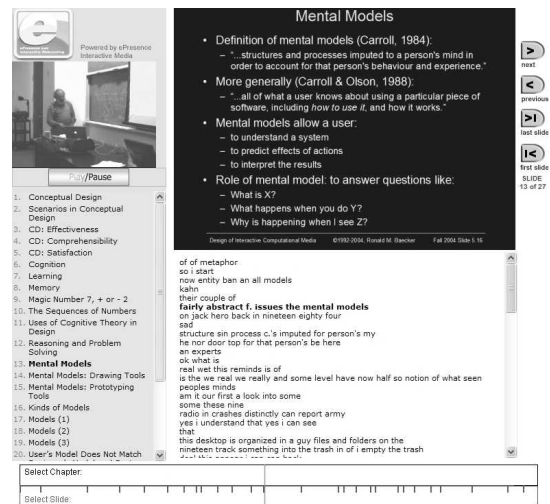 Powered by ePresence
Interactive Media
Play/Pause
1. Conceptual Design
2. Scenarios in Conceptual
Design
3. CD: Effectiveness
4. CD: Comprehensibility
5. CD: Satisfaction
6. Cognition
7. Learning
8. Memory
9. Magic Number 7, + or - 2
10. The Sequences of Numbers
11. Uses of Cognitive Theory in
Design
12. Reasoning and Problem
Solving
13. Mental Models
14. Mental Models: Drawing Tools
15. Mental Models: Prototyping
Tools
16. Kinds of Models
17. Models (1)
18. Models (2)
19. Models (3)
20. User's Model Does Not Match
Mental Models
• Definition of mental models (Carroll, 1984):
– "...structures and processes imputed to a person's mind in
order to account for that person's behaviour and experience."
• More generally (Carroll & Olson, 1988):
– "...all of what a user knows about using a particular piece of
software, including how to use it, and how it works."
• Mental models allow a user:
– to understand a system
– to predict effects of actions
– to interpret the results
• Role of mental model: to answer questions like:
– What is X?
– What happens when you do Y?
– Why is happening when I see Z?
Design of Interactive Computational Media ©1992-2004, Ronald M. Baecker Fall 2004 Slide 5.16
of of metaphor
so i start
now entity ban an all models
kahn
their couple of
fairly abstract f. issues the mental models
on jack hero back in nineteen eighty four
sad
structure sin process c.'s imputed for person's my
he nor door top for that person's be here
an experts
ok what is
real wet this reminds is of
is the we real we really and some level have now half so notion of what seen
peoples minds
am it our first a look into some
some these nine
radio in crashes distinctly can report army
yes i understand that yes i can see
that
this desktop is organized in a guy files and folders on the
nineteen track something into the trash in of i empty the trash
>
next
<
previous
>I
last slide
I<
first slide
SLIDE
13 of 27
Select Chapter:
Select Slide: